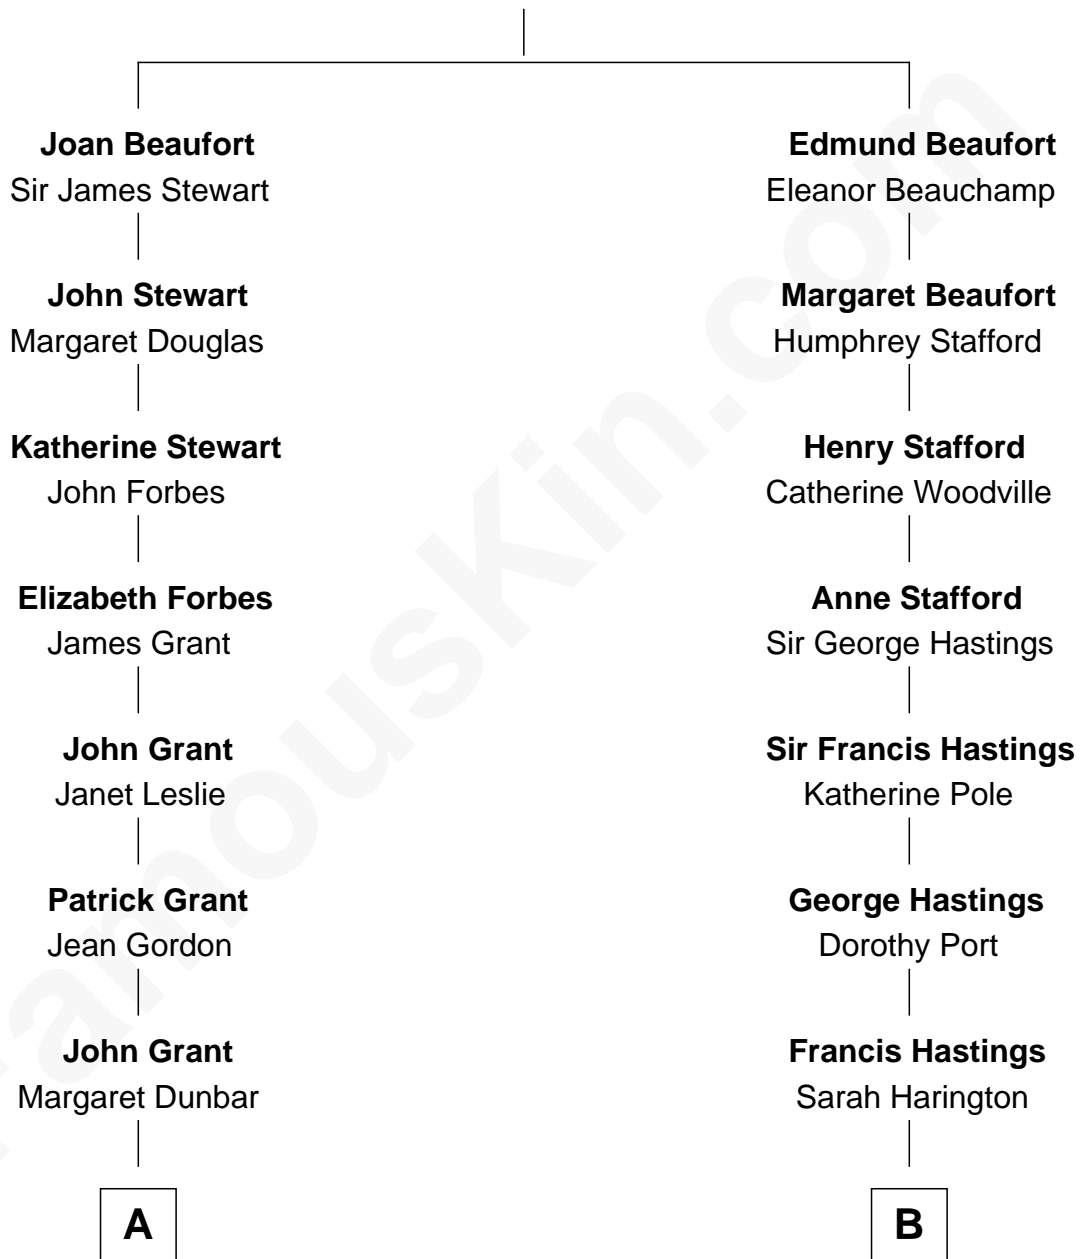 Joan Beaufort
Sir James Stewart
John Stewart
Margaret Douglas
Katherine Stewart
John Forbes
Elizabeth Forbes
James Grant
John Grant
Janet Leslie
Patrick Grant
Jean Gordon
John Grant
Margaret Dunbar
A
Edmund Beaufort
Eleanor Beauchamp
Margaret Beaufort
Humphrey Stafford
Henry Stafford
Catherine Woodville
Anne Stafford
Sir George Hastings
Sir Francis Hastings
Katherine Pole
George Hastings
Dorothy Port
Francis Hastings
Sarah Harington
B
FamousKin.com